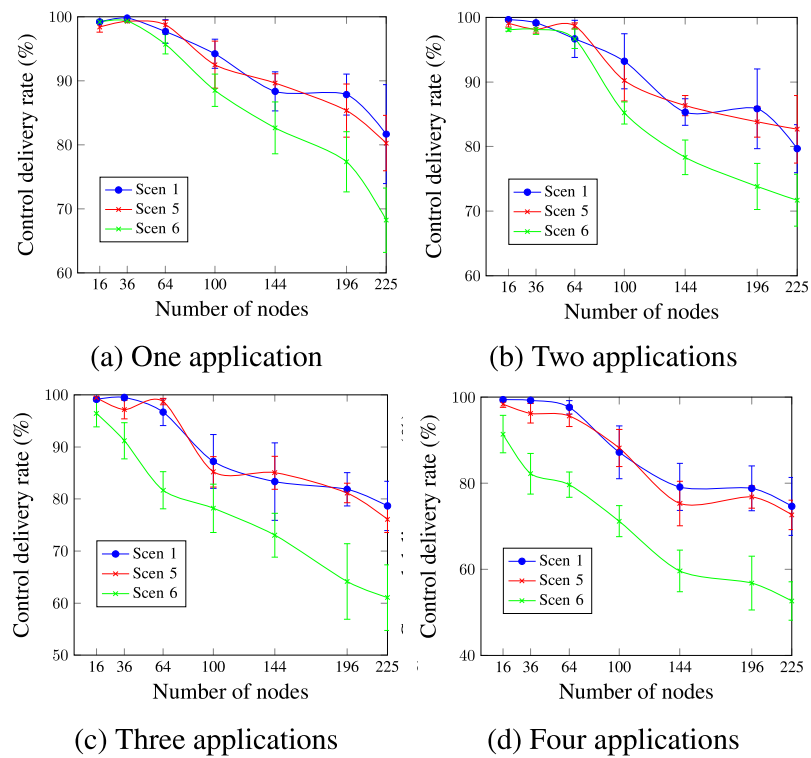 Control delivery rate (%)
100
90
80
70
60
Scen 1
Scen 5
Scen 6
16 36 64 100 144 196 225
Number of nodes
(a) One application
Control delivery rate (%)
100
90
80
70
60
Scen 1
Scen 5
Scen 6
16 36 64 100 144 196 225
Number of nodes
(b) Two applications
Control delivery rate (%)
100
90
80
70
60
50
Scen 1
Scen 5
Scen 6
16 36 64 100 144 196 225
Number of nodes
(c) Three applications
Control delivery rate (%)
100
80
60
40
Scen 1
Scen 5
Scen 6
16 36 64 100 144 196 225
Number of nodes
(d) Four applications